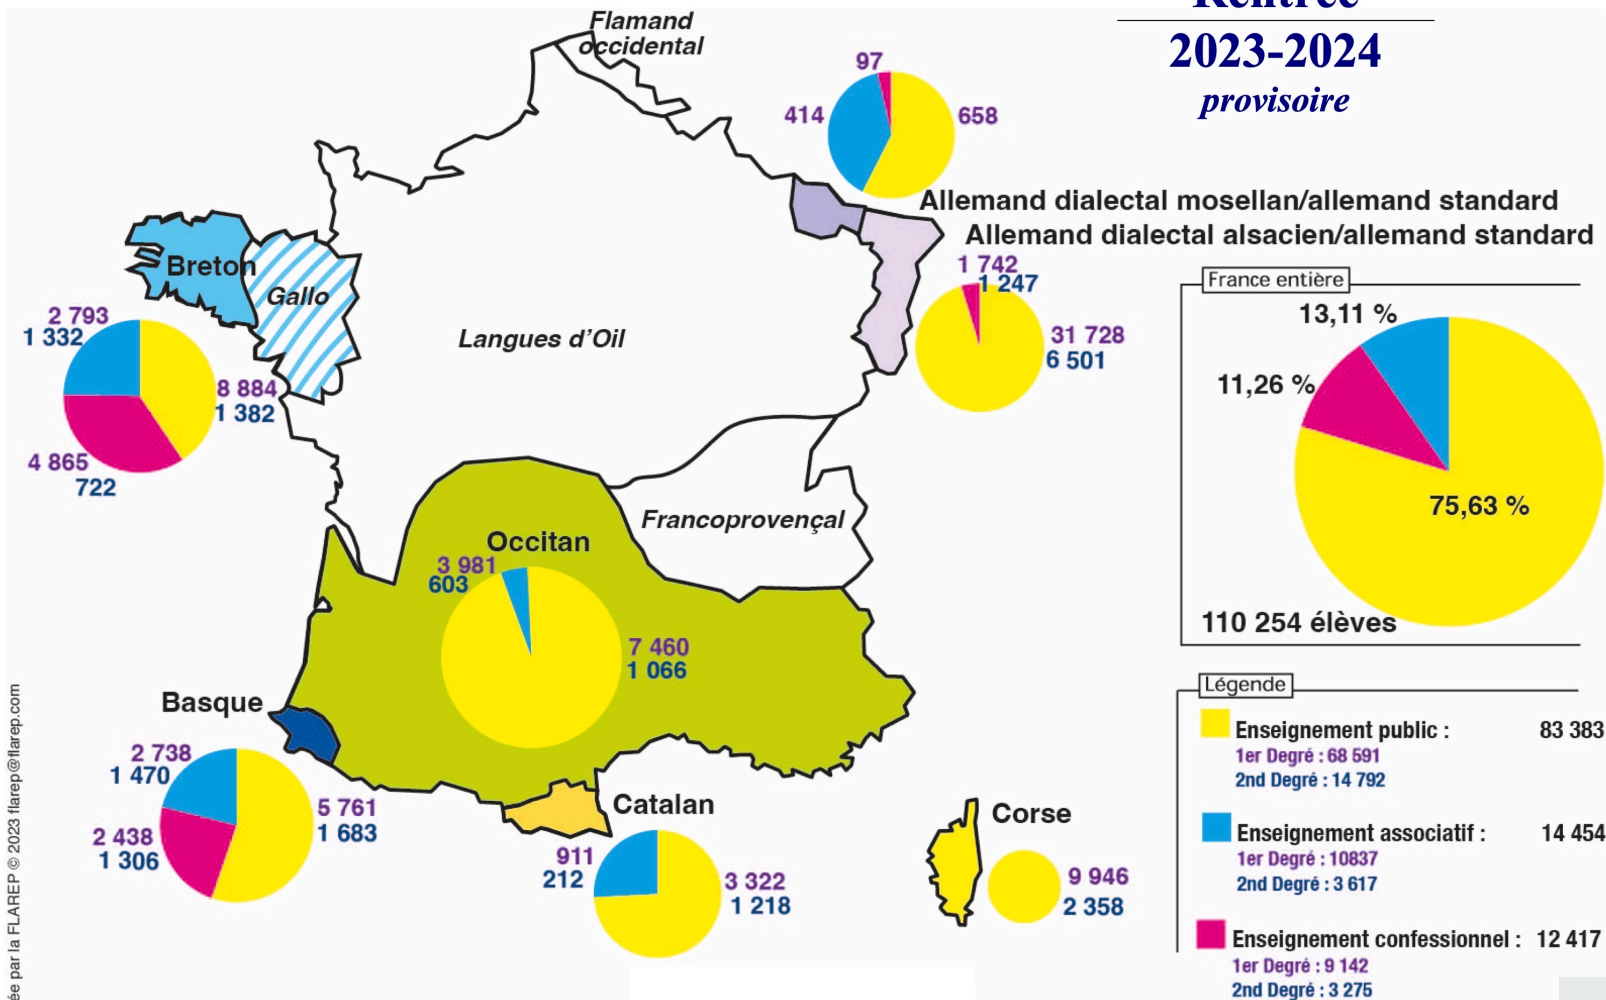 Rentrée
2023-2024
provisoire
Flamand
occidental
97
414
658
Allemand dialectal mosellan/allemand standard
Allemand dialectal alsacien/allemand standard
1 742
1 247
31 728
6 501
Breton
Gallo
2 793
1 332
8 884
1 382
4 865
722
Langues d’Oil
France entière
13,11 %
11,26 %
75,63 %
110 254 élèves
Francoprovençal
Occitan
3 981
603
7 460
1 066
Basque
2 738
1 470
5 761
1 683
2 438
1 306
Catalan
911
212
3 322
1 218
Corse
9 946
2 358
Légende
Enseignement public : 83 383
1er Degré : 68 591
2nd Degré : 14 792
Enseignement associatif : 14 454
1er Degré : 10837
2nd Degré : 3 617
Enseignement confessionnel : 12 417
1er Degré : 9 142
2nd Degré : 3 275
ée par la FLAREP © 2023 flarep@flarep.com